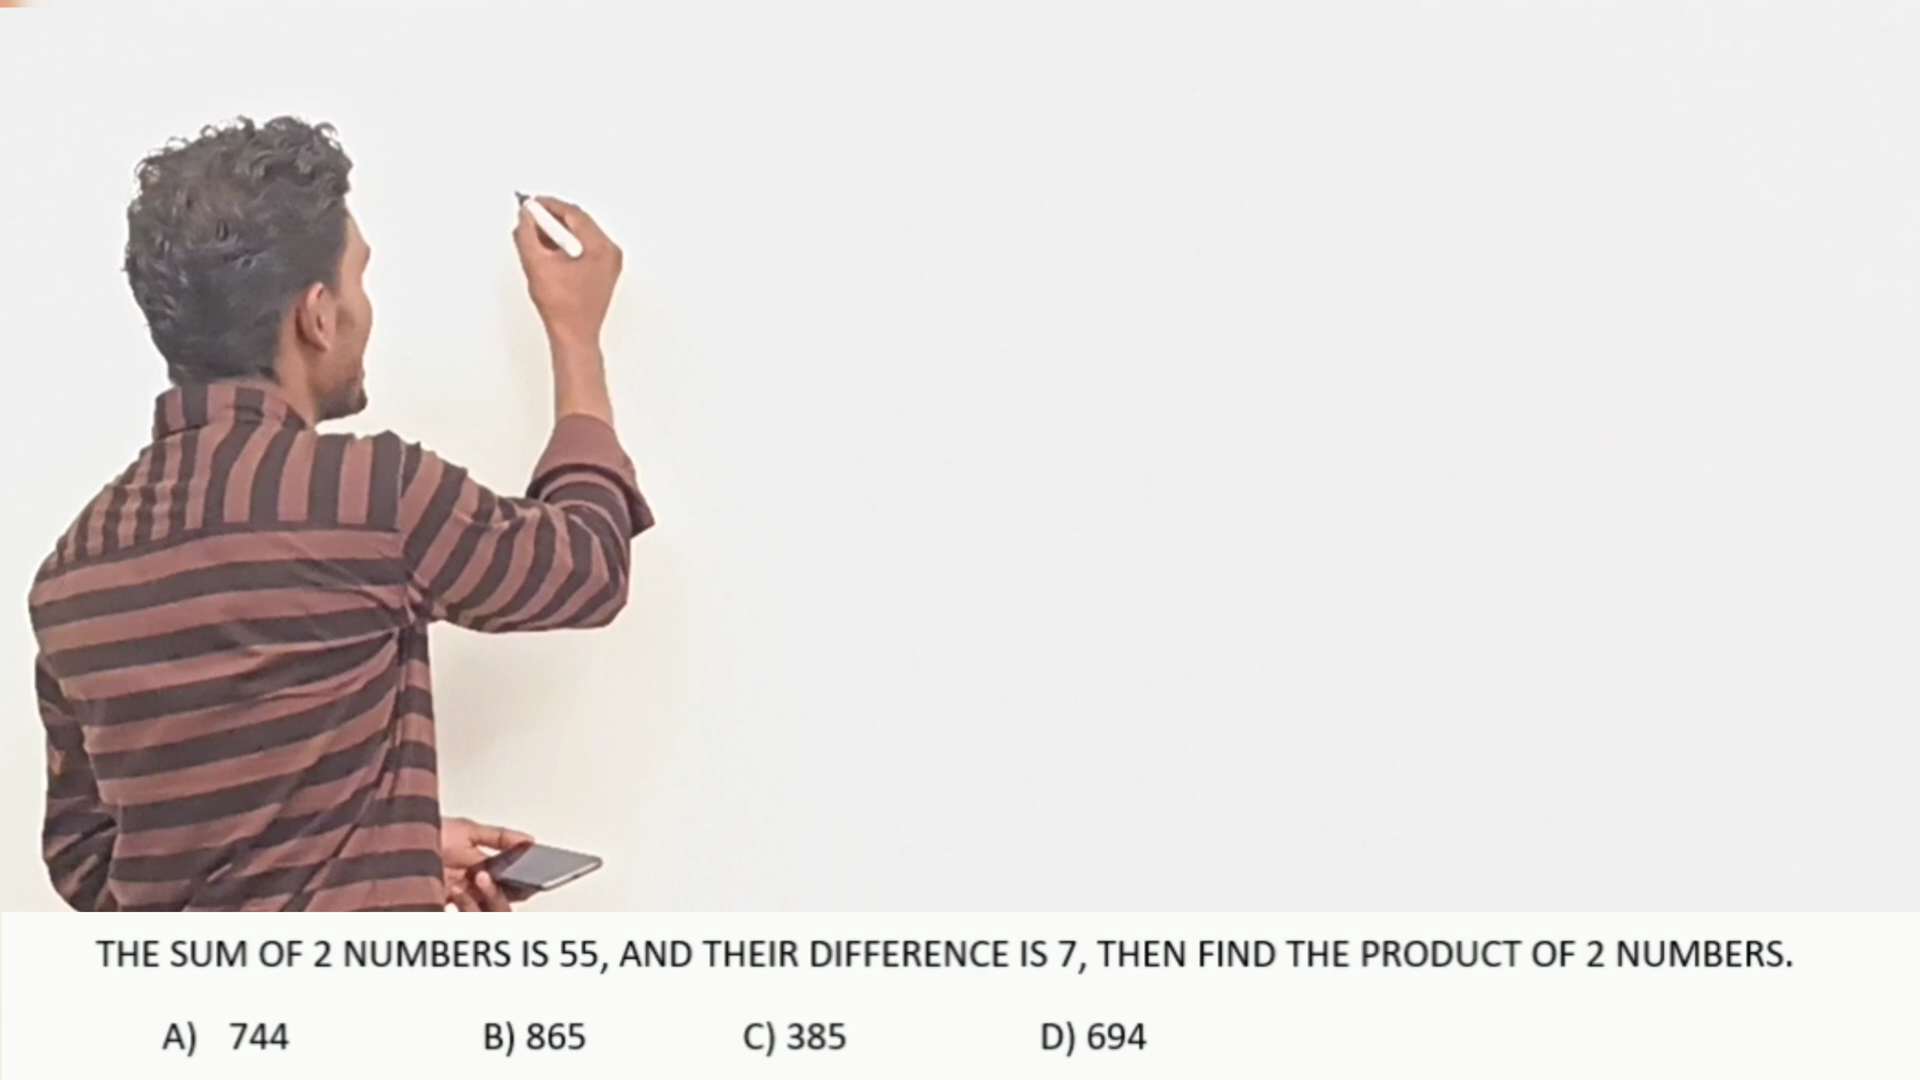 THE SUM OF 2 NUMBERS IS 55, AND THEIR DIFFERENCE IS 7, THEN FIND THE PRODUCT OF 2 NUMBERS.
A) 744 B) 865 C) 385 D) 694